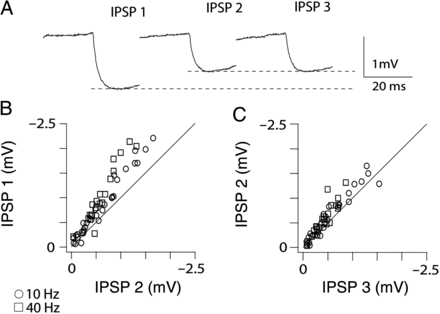 A
IPSP 1
IPSP 2
IPSP 3
1mV
20 ms
B
−2.5
IPSP 1 (mV)
0
0
−2.5
IPSP 2 (mV)
C
−2.5
IPSP 2 (mV)
0
0
−2.5
IPSP 3 (mV)
10 Hz
40 Hz